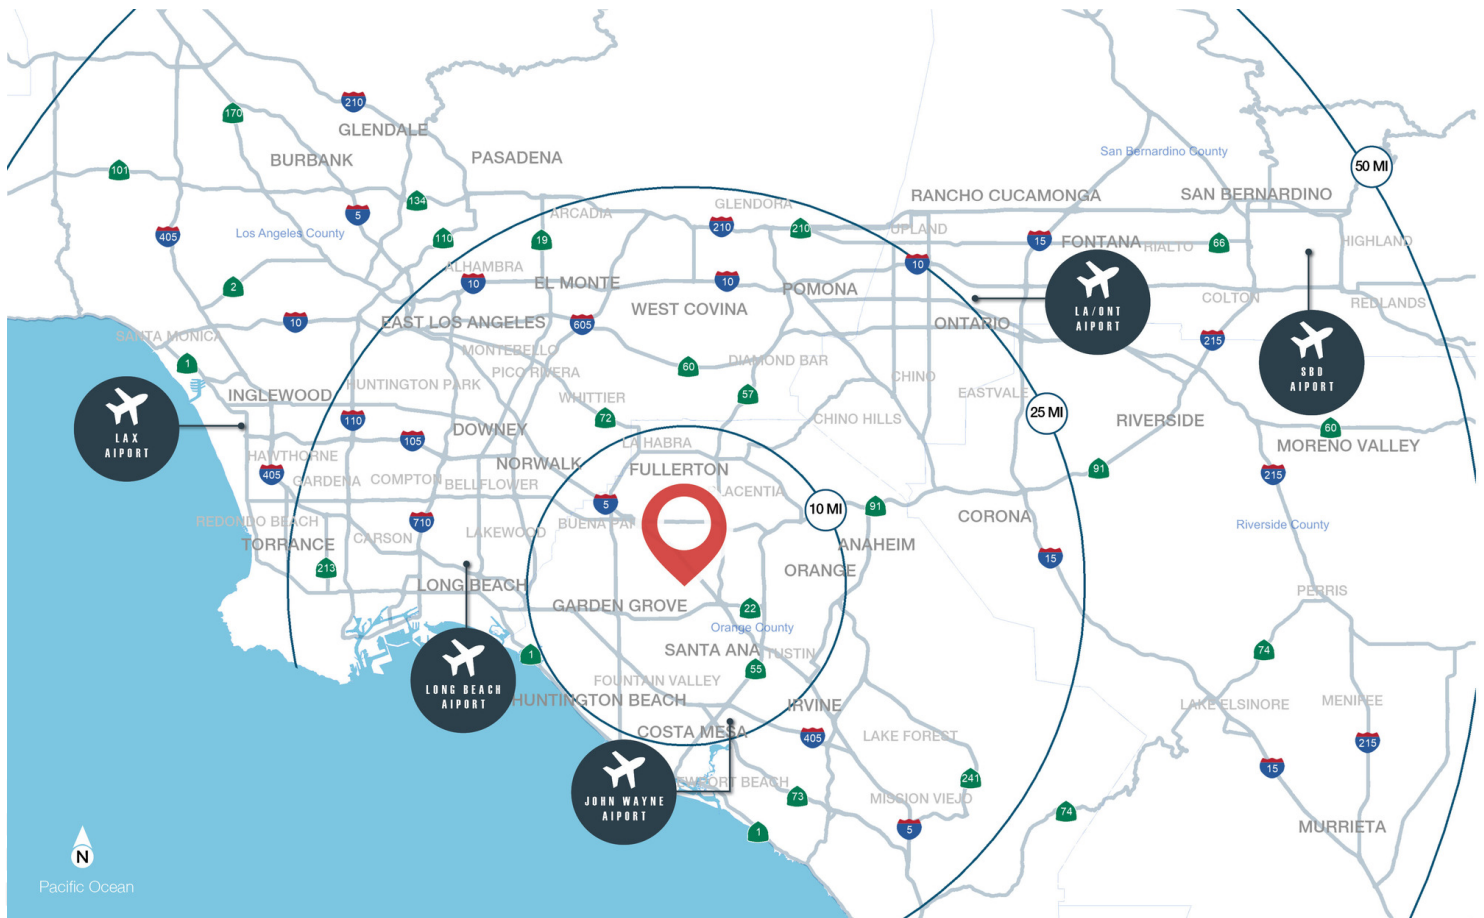 210
GLENDALE
170
BURBANK
PASADENA
101
134
5
405
Los Angeles County
110
19
ARCADIA
GLENDORA
210
210
UPLAND
RANCHO CUCAMONGA
San Bernardino County
SAN BERNARDINO
50 MI
15
FONTANA
RIALTO
66
HIGHLAND
ALHAMBRA
10
EL MONTE
10
POMONA
10
2
10
EAST LOS ANGELES
605
WEST COVINA
ONTARIO
LA/ONT
AIPORT
COLTON
REDLANDS
215
SBD
AIPORT
SANTA MONICA
1
MONTEBELLO
PICO RIVERA
60
DIAMOND BAR
57
CHINO
EASTVALE
INGLEWOOD
HUNTINGTON PARK
WHITTIER
72
CHINO HILLS
25 MI
RIVERSIDE
60
MORENO VALLEY
LAX
AIPORT
110
105
DOWNEY
LA HABRA
HAWTHORNE
405
GARDENA
COMPTON
BELLFLOWER
NORWALK
FULLERTON
91
215
REDONDO BEACH
TORRANCE
710
CARSON
LAKEWOOD
5
BUENA PA
LACENTIA
10 MI
91
ANAHEIM
CORONA
Riverside County
213
LONG BEACH
ORANGE
15
PERRIS
GARDEN GROVE
22
Orange County
SANTA ANA
TUSTIN
55
1
74
LONG BEACH
AIPORT
FOUNTAIN VALLEY
HUNTINGTON BEACH
IRVINE
LAKE ELSINORE
MENIFEE
COSTA MESA
405
LAKE FOREST
215
15
JOHN WAYNE
AIPORT
EWPORT BEACH
73
MISSION VIEJO
241
74
1
5
MURRIETA
N
Pacific Ocean